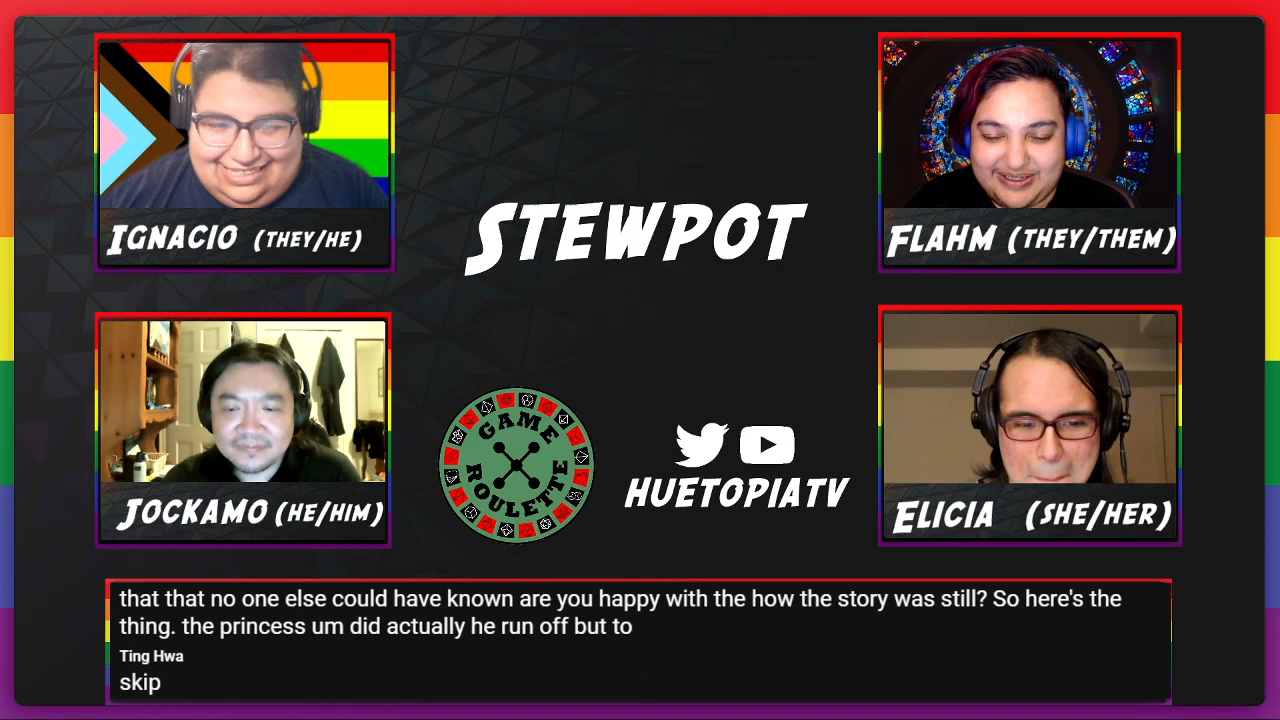 IGNACIO (THEY/HE)
FLAHM (THEY/THEM)
STEWPOT
JOCKAMO (HE/HIM)
GAME
ROULETTE
HUETOPIATV
ELICIA (SHE/HER)
that that no one else could have known are you happy with the how the story was still? So here's the
thing. the princess um did actually he run off but to
Ting Hwa
skip